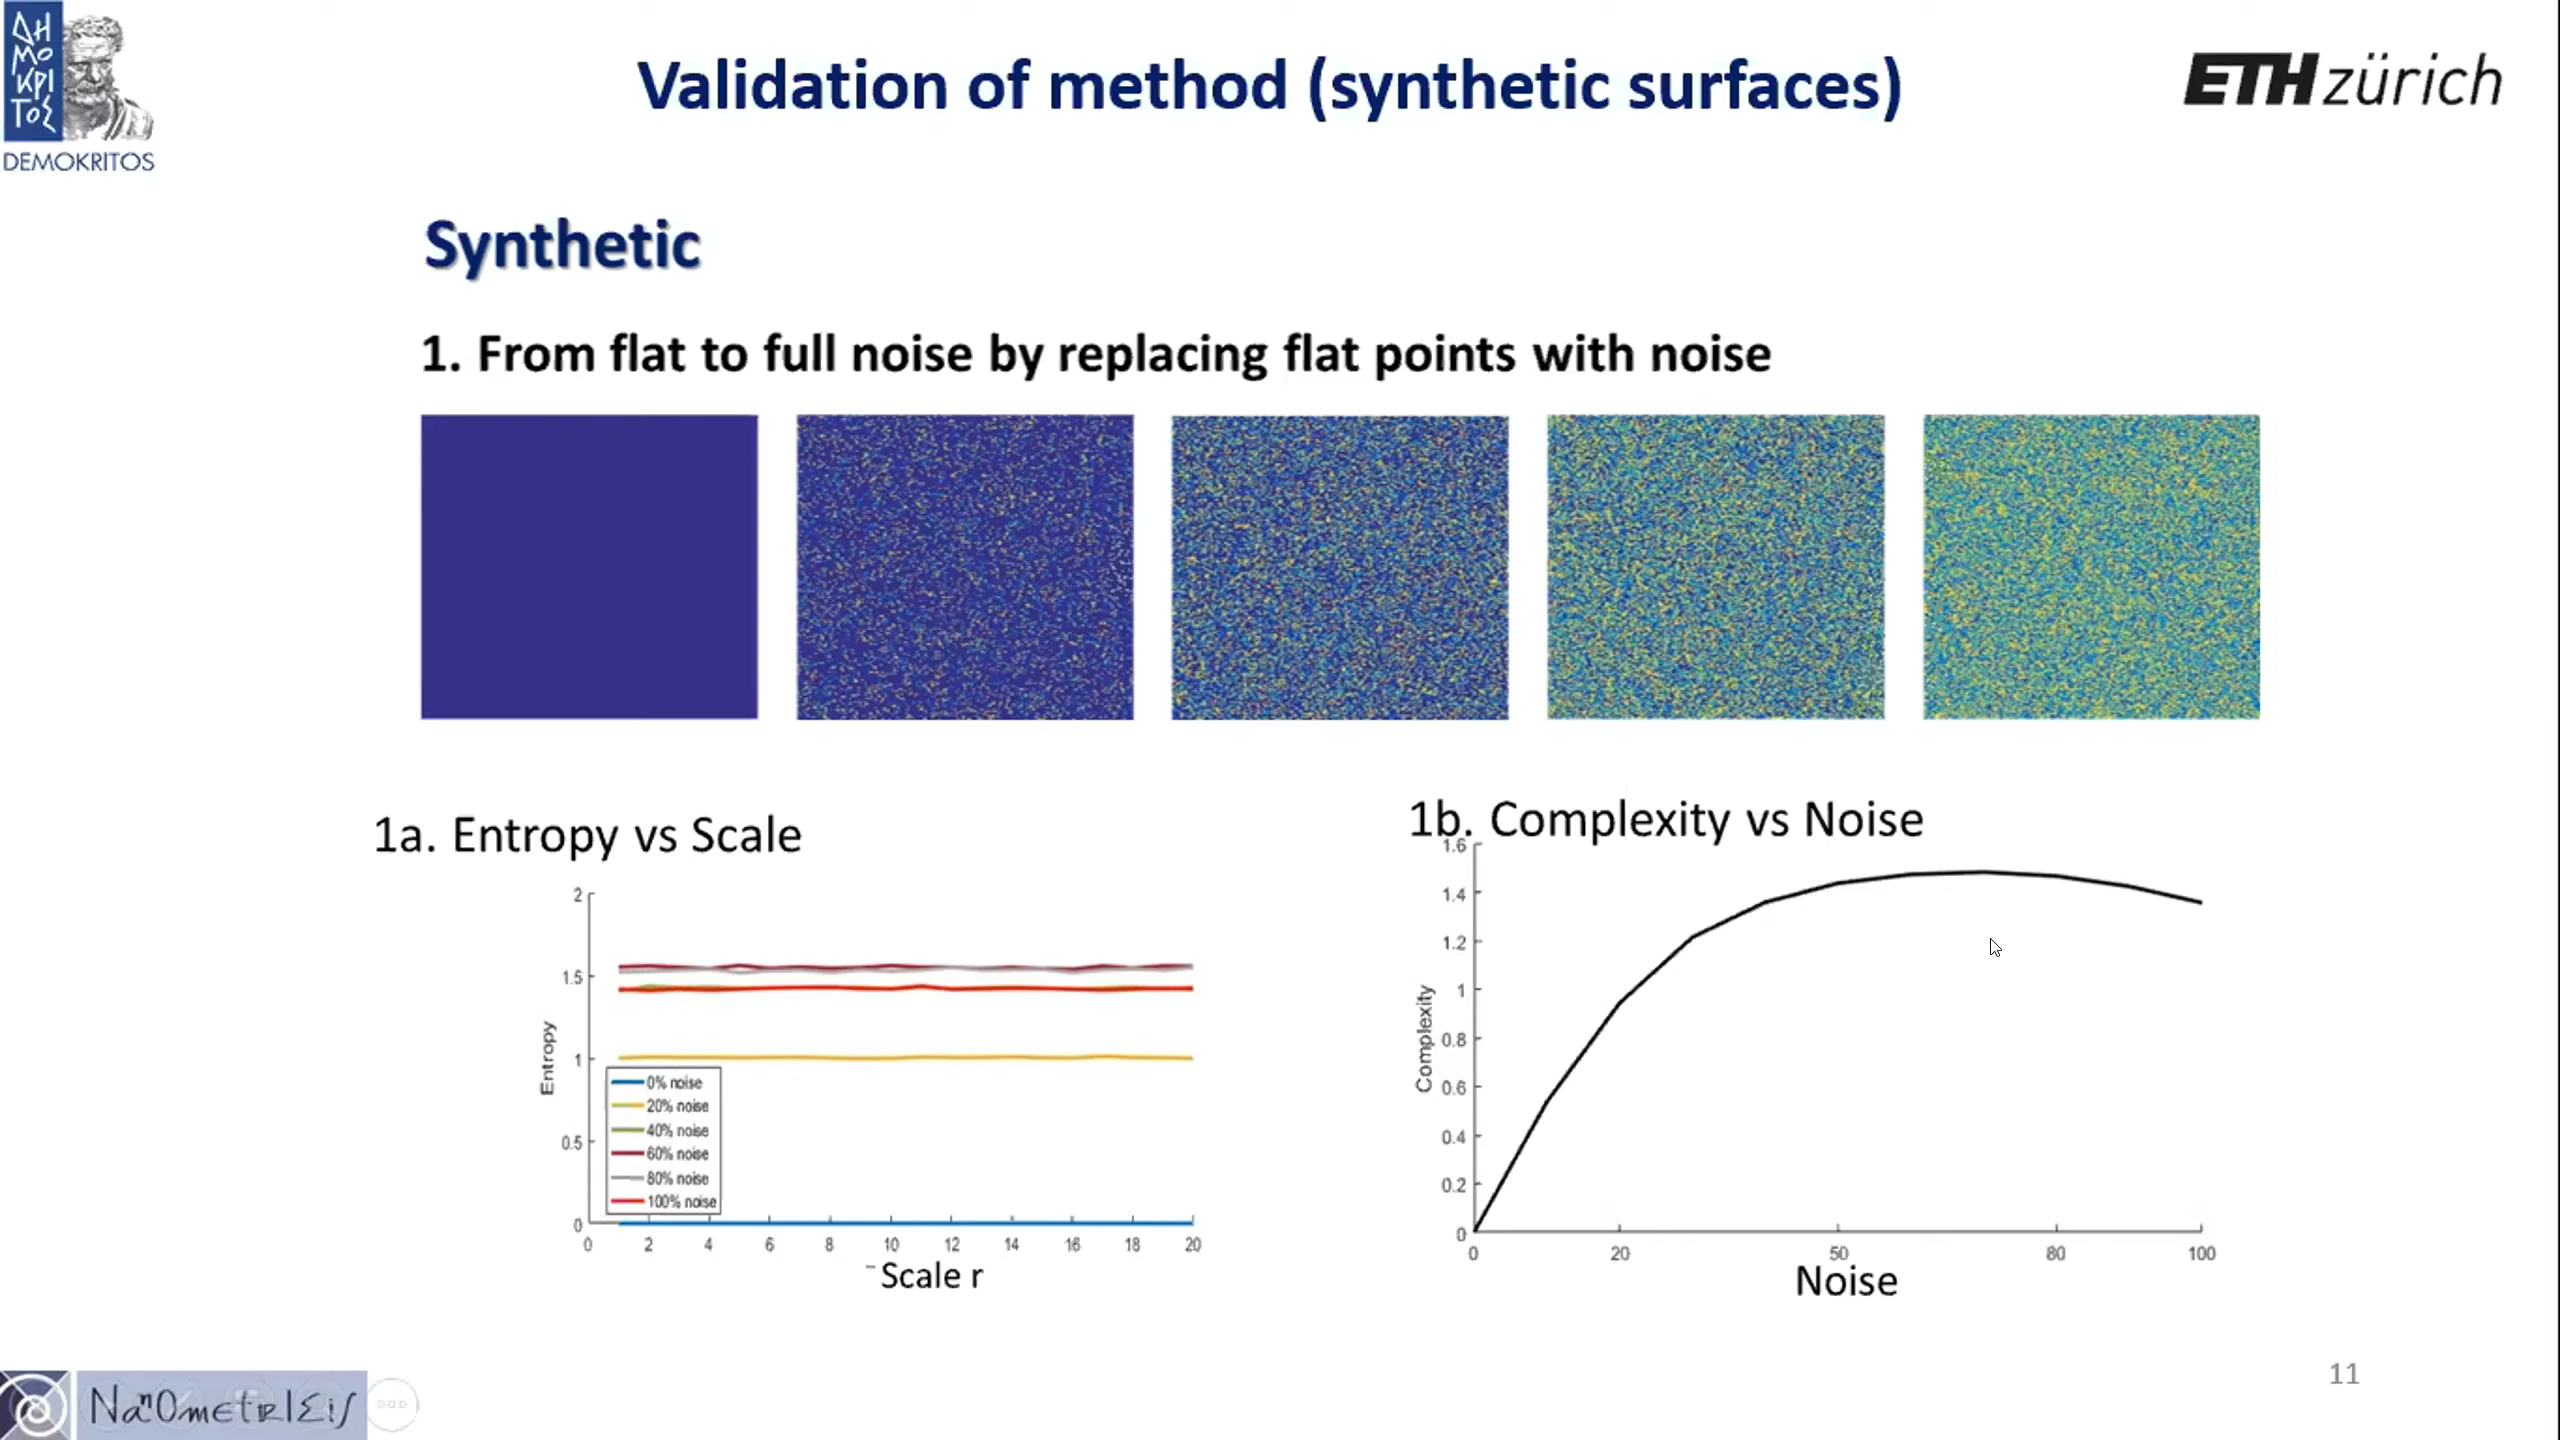 ΔΗ
ΜΟ
ΚΡΙ
ΤΟΣ
DEMOKRITOS
Validation of method (synthetic surfaces)
ETH zürich
Synthetic
1. From flat to full noise by replacing flat points with noise
1a. Entropy vs Scale
2
1.5
1
0.5
0
Entropy
0% noise
20% noise
40% noise
60% noise
80% noise
100% noise
0 2 4 6 8 10 12 14 16 18 20
Scale r
1b. Complexity vs Noise
1.6
1.4
1.2
1
0.8
0.6
0.4
0.2
0
Complexity
0 20 50 80 100
Noise
11